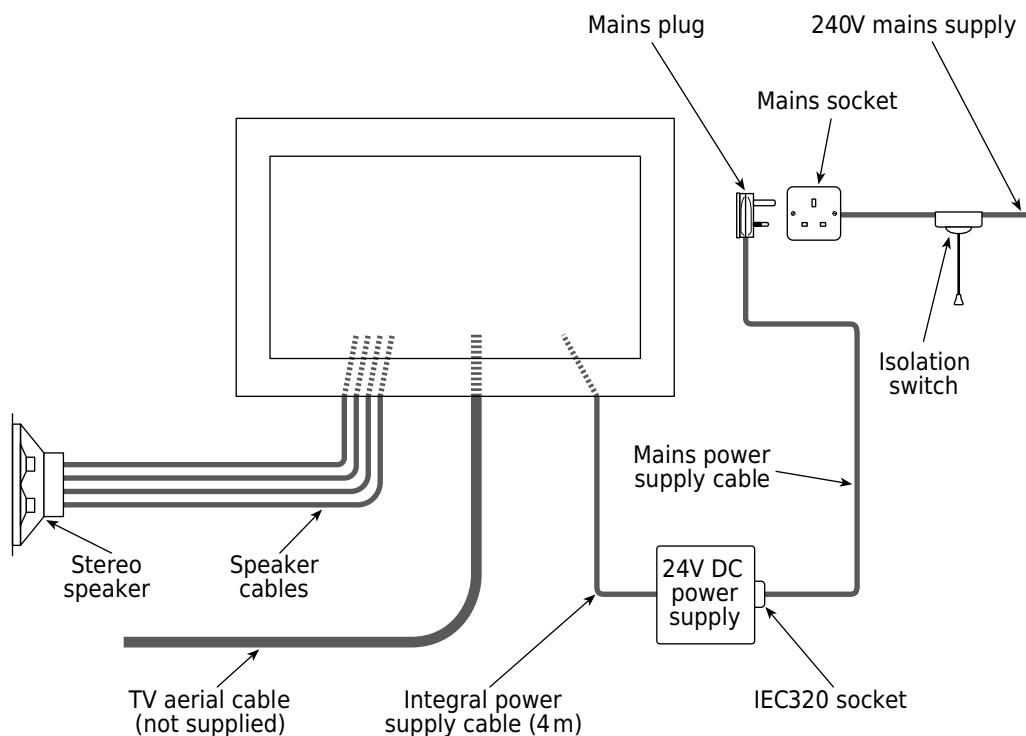 Mains plug
240V mains supply
Mains socket
Isolation
switch
Mains power
supply cable
Stereo
speaker
Speaker
cables
24V DC
power
supply
TV aerial cable
(not supplied)
Integral power
supply cable (4m)
IEC320 socket